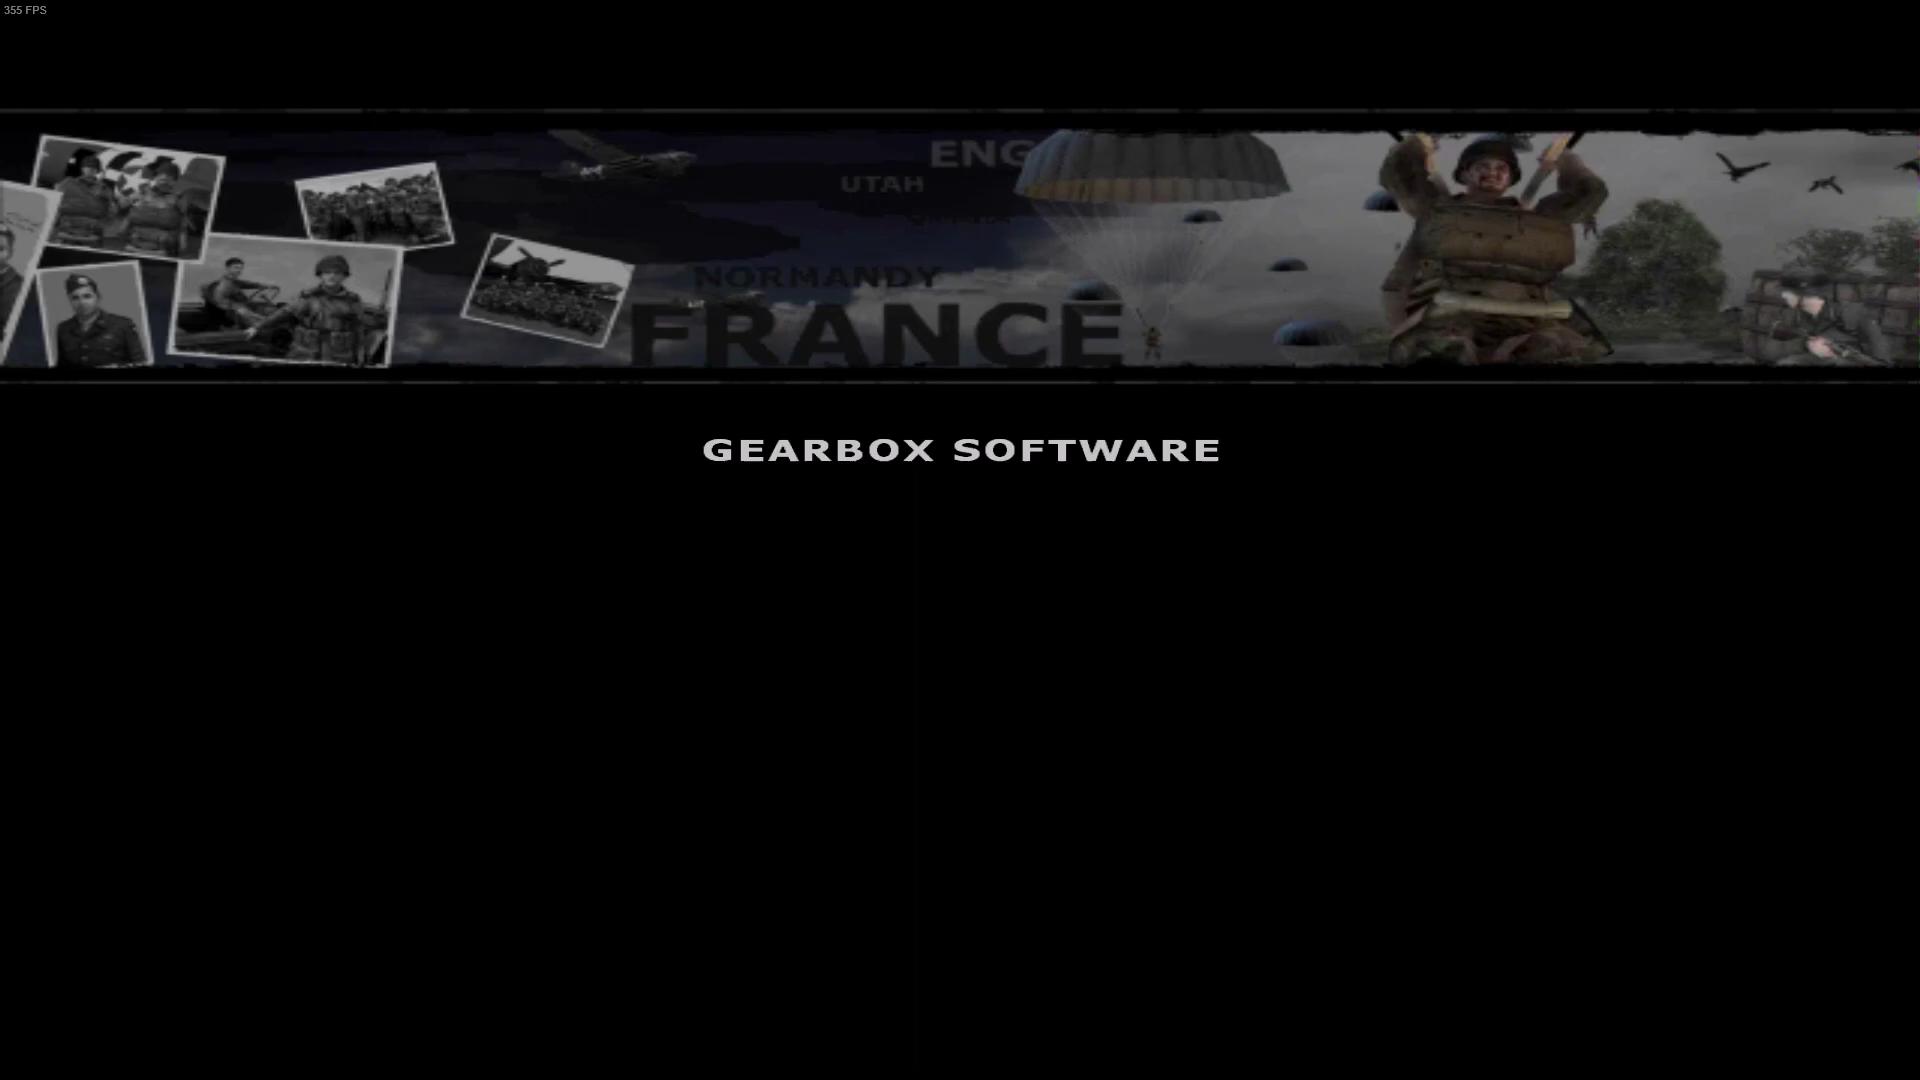 355 FPS
ENG
UTAH
NORMANDY
FRANCE
GEARBOX SOFTWARE